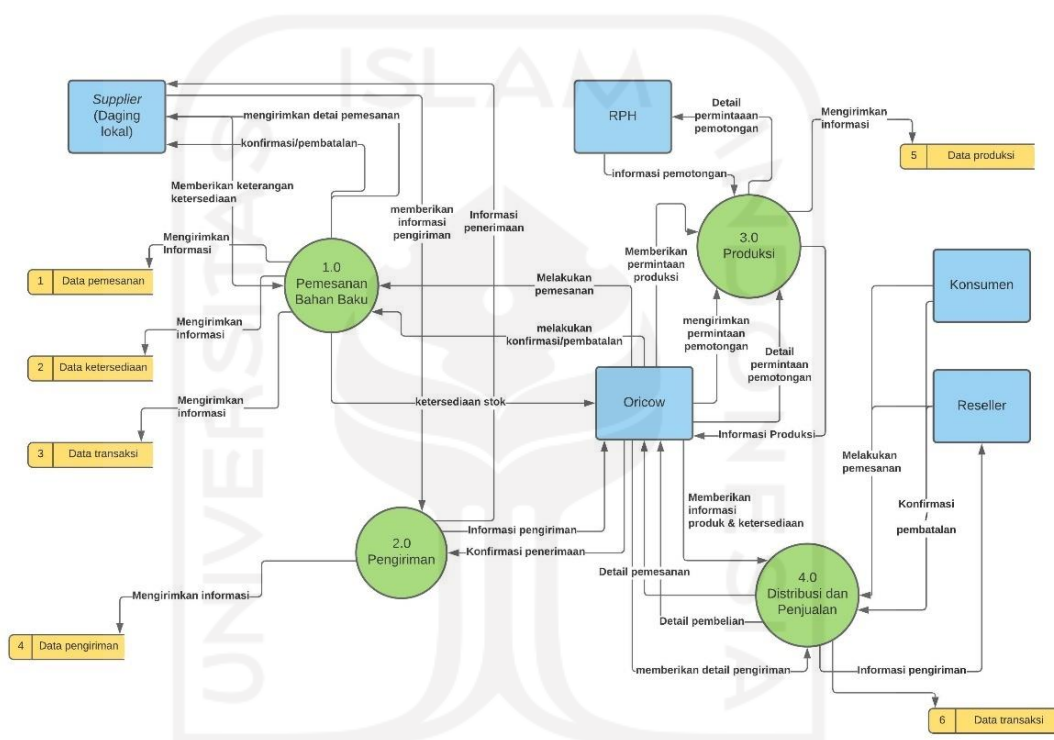 ISLAM
UNIVERSITAS
INDONESIA
Supplier
(Daging
lokal)
mengirimkan detai pemesanan
konfirmasi/pembatalan
Memberikan keterangan
ketersediaan
memberikan
informasi
pengiriman
Informasi
penerimaan
RPH
Detail
permintaaan
pemotongan
informasi pemotongan
Mengirimkan
informasi
5 Data produksi
3.0
Produksi
Mengirimkan
Informasi
1 Data pemesanan
1.0
Pemesanan
Bahan Baku
Memberikan
permintaan
produksi
Melakukan
pemesanan
Konsumen
Mengirimkan
informasi
2 Data ketersediaan
melakukan
konfirmasi/pembatalan
mengirimkan
permintaan
pemotongan
Detail
permintaan
pemotongan
Mengirimkan
informasi
3 Data transaksi
ketersediaan stok
Oricow
Reseller
Informasi Produksi
Melakukan
pemesanan
Konfirmasi
/
pembatalan
Memberikan
informasi
produk & ketersediaan
2.0
Pengiriman
Informasi pengiriman
Konfirmasi penerimaan
Detail pemesanan
4.0
Distribusi dan
Penjualan
Mengirimkan informasi
4 Data pengiriman
Detail pembelian
memberikan detail pengiriman
Informasi pengiriman
6 Data transaksi